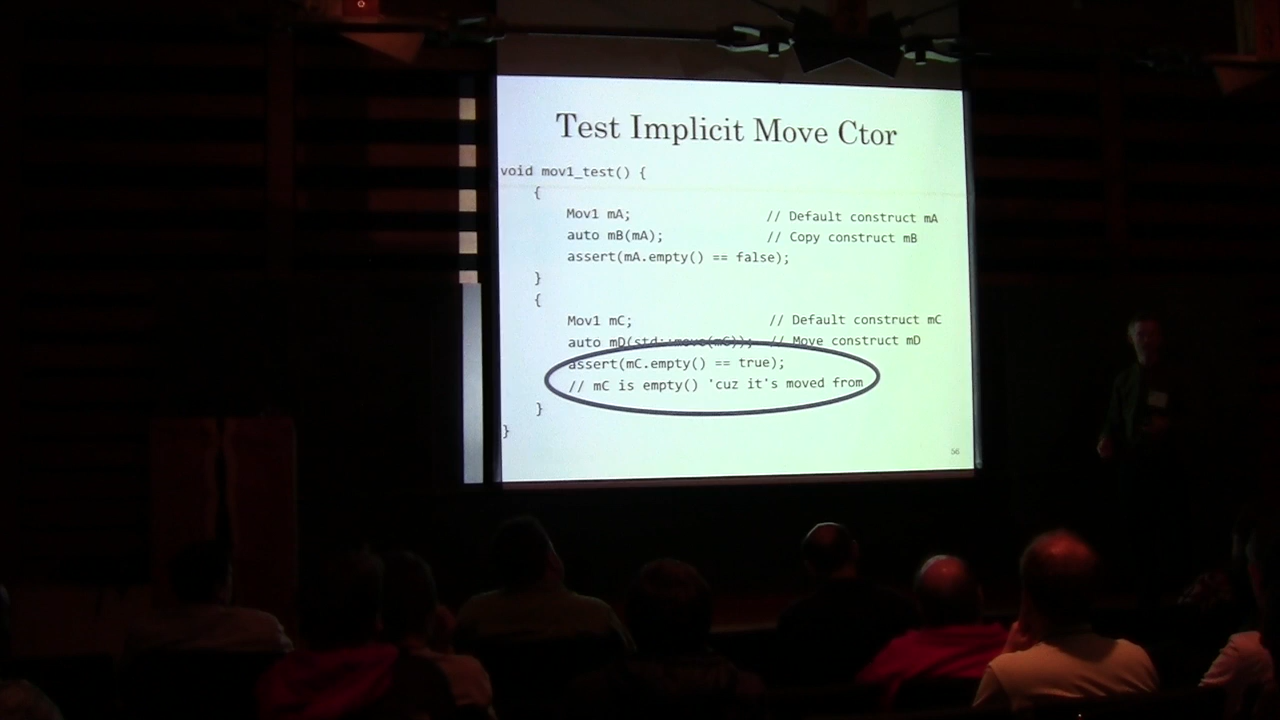 Test Implicit Move Ctor
void mov1_test() {
{
Mov1 mA; // Default construct mA
auto mB(mA); // Copy construct mB
assert(mA.empty() == false);
}
{
Mov1 mC; // Default construct mC
auto mD(std::move(mC)); // Move construct mD
assert(mC.empty() == true);
// mC is empty() 'cuz it's moved from
}
}
56